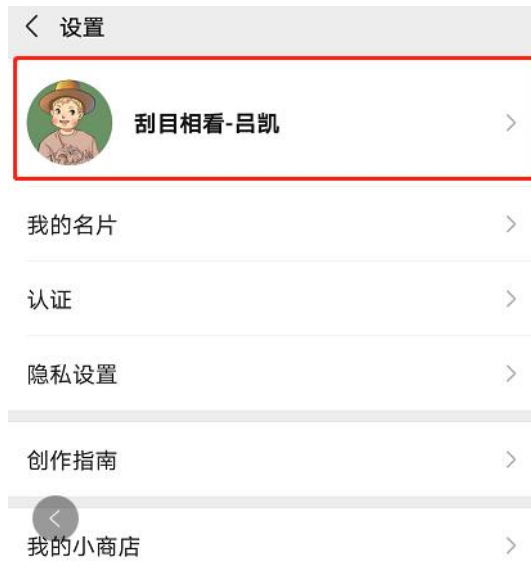 设置
刮目相看-吕凯
我的名片
认证
隐私设置
创作指南
我的小商店